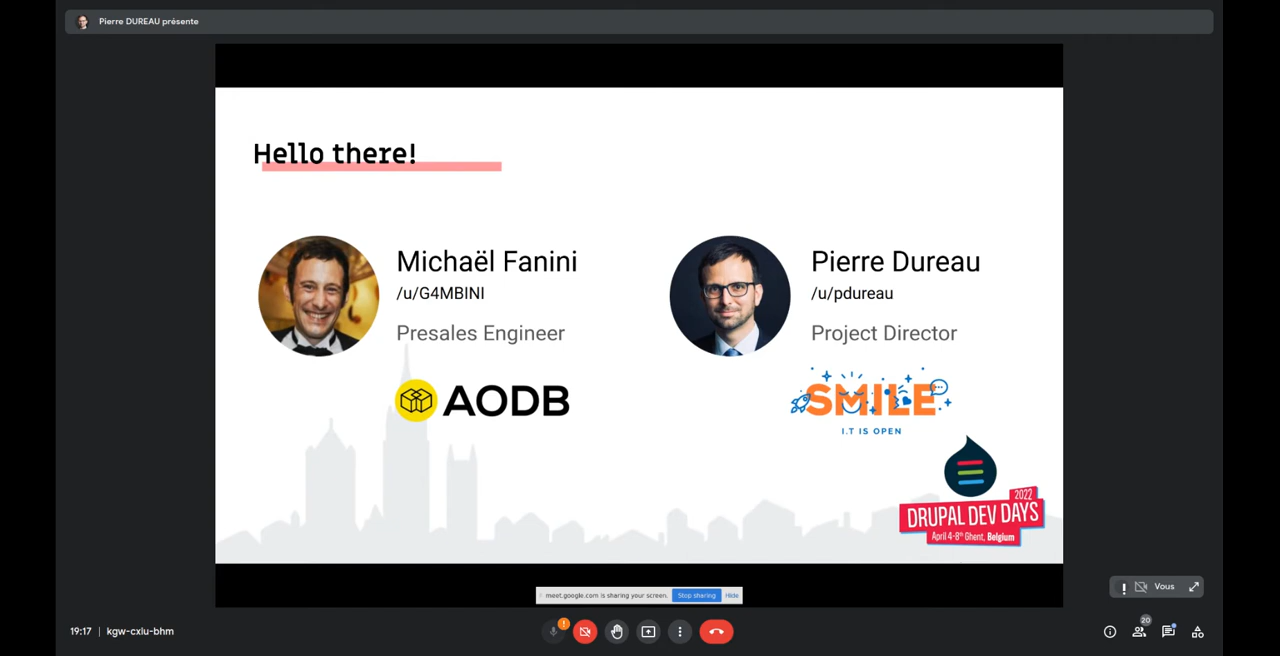 Pierre DUREAU présente
Hello there!
Michaël Fanini
/u/G4MBINI
Presales Engineer
AODB
Pierre Dureau
/u/pdureau
Project Director
SMILE
I.T IS OPEN
2022
DRUPAL DEV DAYS
April 4-8th Ghent, Belgium
meet.google.com is sharing your screen. Stop sharing Hide
Vous
19:17 | kgw-cxiu-bhm
20